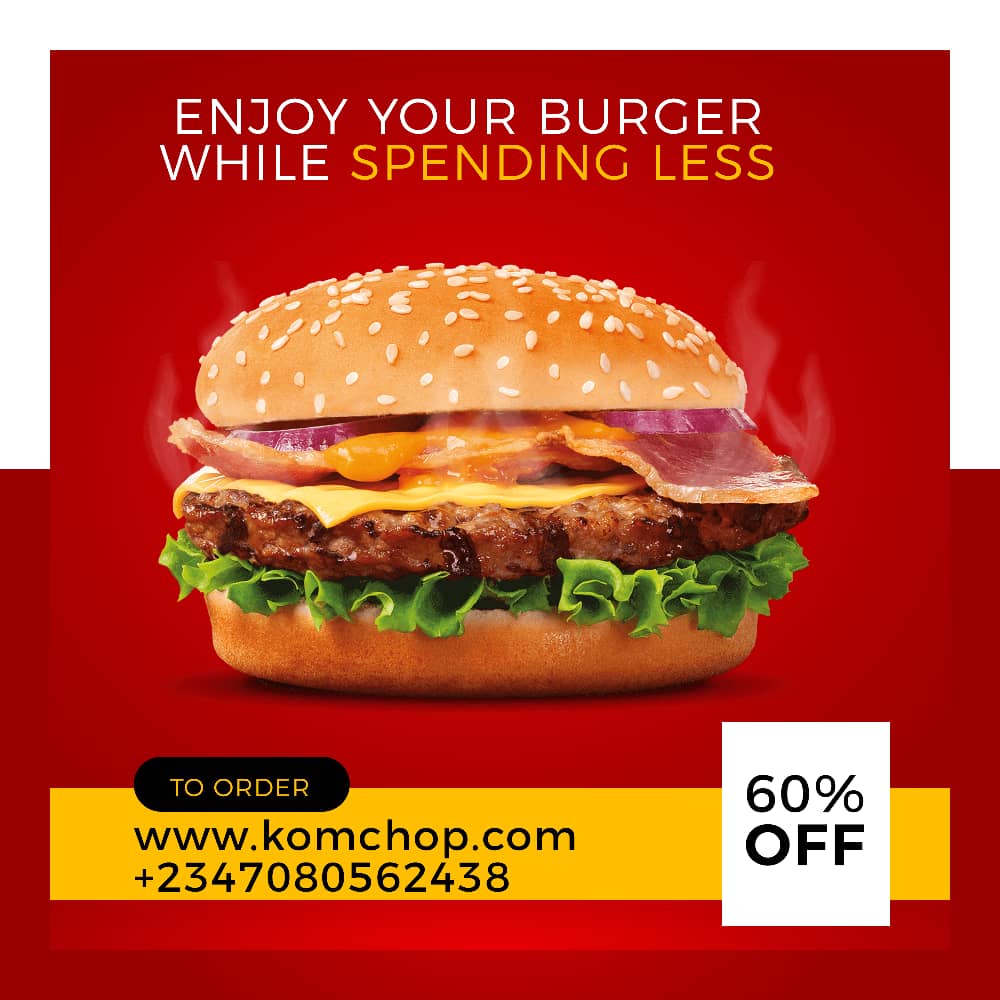 ENJOY YOUR BURGER
WHILE SPENDING LESS
TO ORDER
www.komchop.com
+2347080562438
60%
OFF